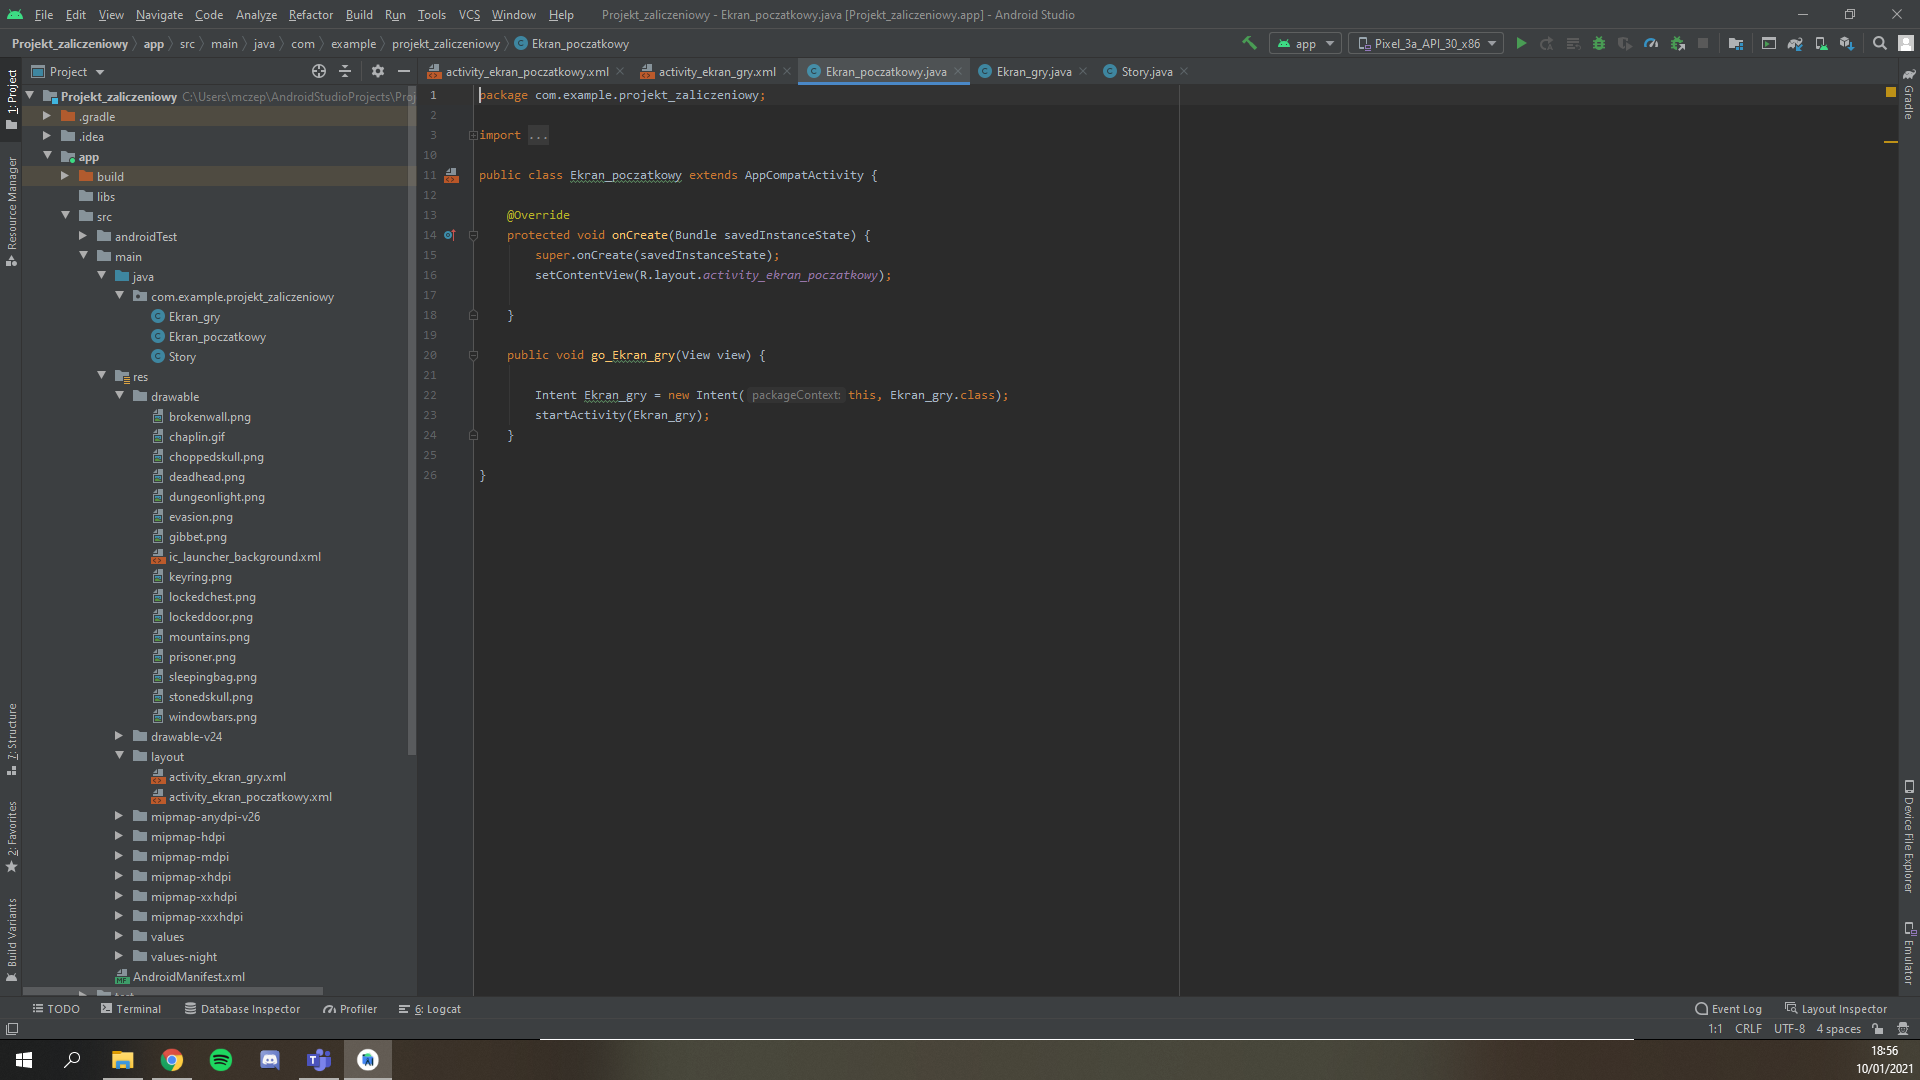 File Edit View Navigate Code Analyze Refactor Build Run Tools VCS Window Help Projekt_zaliczeniowy - Ekran_poczatkowy.java [Projekt_zaliczeniowy.app] - Android Studio
Projekt_zaliczeniowy app src main java com example projekt_zaliczeniowy Ekran_poczatkowy app Pixel_3a_API_30_x86
Project
activity_ekran_poczatkowy.xml activity_ekran_gry.xml Ekran_poczatkowy.java Ekran_gry.java Story.java
1: Project
Resource Manager
7: Structure
2: Favorites
Build Variants
Projekt_zaliczeniowy C:\Users\mczep\AndroidStudioProjects\Proj
.gradle
.idea
app
build
libs
src
androidTest
main
java
com.example.projekt_zaliczeniowy
Ekran_gry
Ekran_poczatkowy
Story
res
drawable
brokenwall.png
chaplin.gif
choppedskull.png
deadhead.png
dungeonlight.png
evasion.png
gibbet.png
ic_launcher_background.xml
keyring.png
lockedchest.png
lockeddoor.png
mountains.png
prisoner.png
sleepingbag.png
stonedskull.png
windowbars.png
drawable-v24
layout
activity_ekran_gry.xml
activity_ekran_poczatkowy.xml
mipmap-anydpi-v26
mipmap-hdpi
mipmap-mdpi
mipmap-xhdpi
mipmap-xxhdpi
mipmap-xxxhdpi
values
values-night
AndroidManifest.xml
1 package com.example.projekt_zaliczeniowy;
2
3 import ...
10
11 public class Ekran_poczatkowy extends AppCompatActivity {
12
13 @Override
14 protected void onCreate(Bundle savedInstanceState) {
15 super.onCreate(savedInstanceState);
16 setContentView(R.layout.activity_ekran_poczatkowy);
17
18 }
19
20 public void go_Ekran_gry(View view) {
21
22 Intent Ekran_gry = new Intent( packageContext: this, Ekran_gry.class);
23 startActivity(Ekran_gry);
24 }
25
26 }
Gradle
Device File Explorer
Emulator
TODO Terminal Database Inspector Profiler 6: Logcat Event Log Layout Inspector
1:1 CRLF UTF-8 4 spaces
18:56
10/01/2021